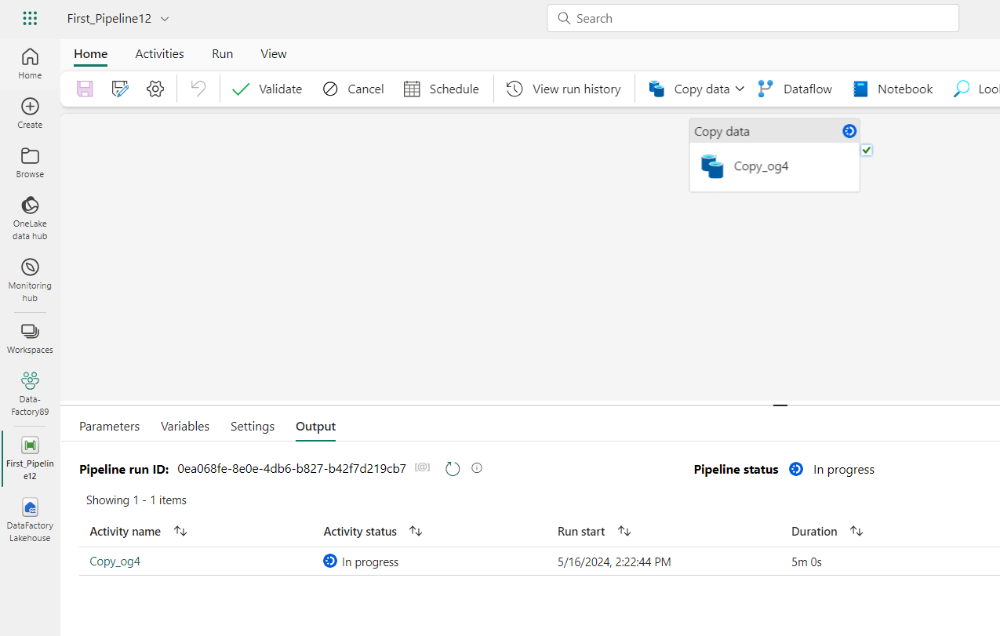 First_Pipeline12
Search
Home
Activities
Run
View
Validate
Cancel
Schedule
View run history
Copy data
Dataflow
Notebook
Loo
Home
Create
Browse
OneLake
data hub
Monitoring
hub
Workspaces
Data-
Factory89
First_Pipelin
e12
DataFactory
Lakehouse
Copy data
Copy_og4
Parameters
Variables
Settings
Output
Pipeline run ID: 0ea068fe-8e0e-4db6-b827-b42f7d219cb7 [@]
Pipeline status In progress
Showing 1 - 1 items
Activity name Activity status Run start Duration
Copy_og4 In progress 5/16/2024, 2:22:44 PM 5m 0s